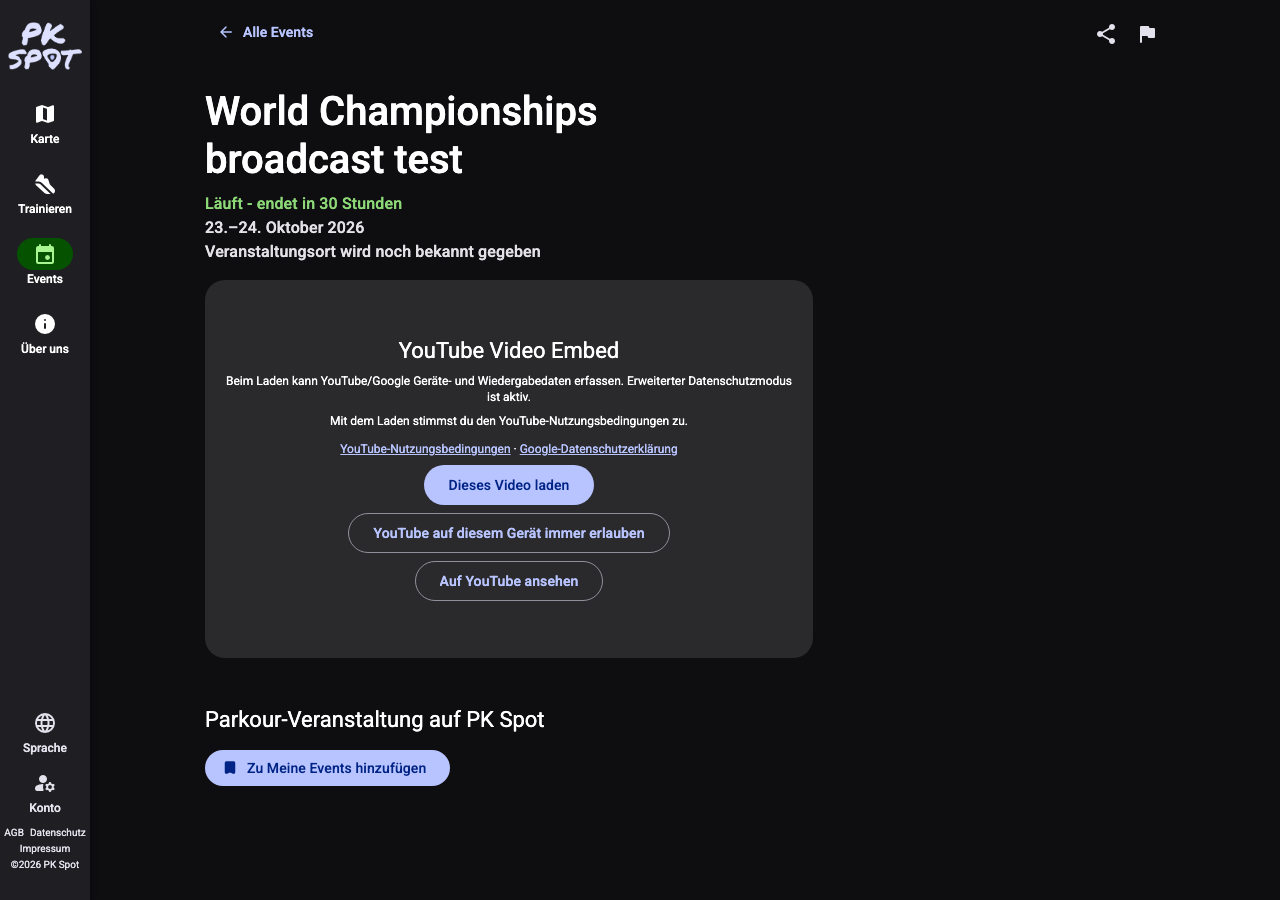 PK
SPOT
Karte
Trainieren
Events
Über uns
Sprache
Konto
AGB Datenschutz
Impressum
©2026 PK Spot
Alle Events
World Championships
broadcast test
Läuft - endet in 30 Stunden
23.–24. Oktober 2026
Veranstaltungsort wird noch bekannt gegeben
YouTube Video Embed
Beim Laden kann YouTube/Google Geräte- und Wiedergabedaten erfassen. Erweiterter Datenschutzmodus
ist aktiv.
Mit dem Laden stimmst du den YouTube-Nutzungsbedingungen zu.
YouTube-Nutzungsbedingungen · Google-Datenschutzerklärung
Dieses Video laden
YouTube auf diesem Gerät immer erlauben
Auf YouTube ansehen
Parkour-Veranstaltung auf PK Spot
Zu Meine Events hinzufügen